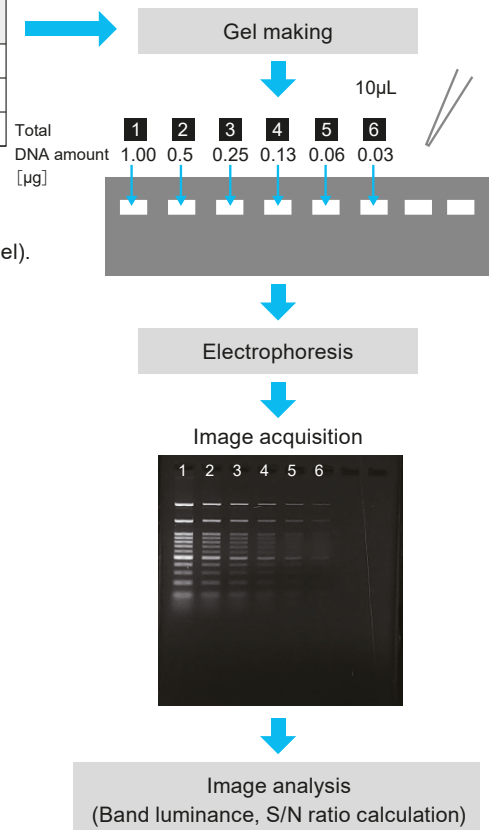 Gel making
10μL
Total
1 2 3 4 5 6
DNA amount 1.00 0.5 0.25 0.13 0.06 0.03
[μg]
el).
Electrophoresis
Image acquisition
1 2 3 4 5 6
Image analysis
(Band luminance, S/N ratio calculation)